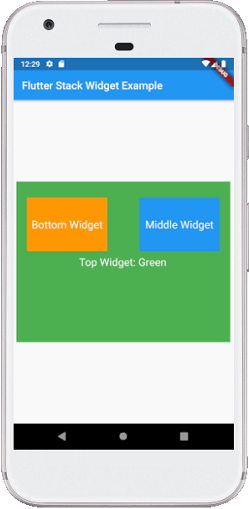 12:29
Flutter Stack Widget Example
Bottom Widget
Middle Widget
Top Widget: Green